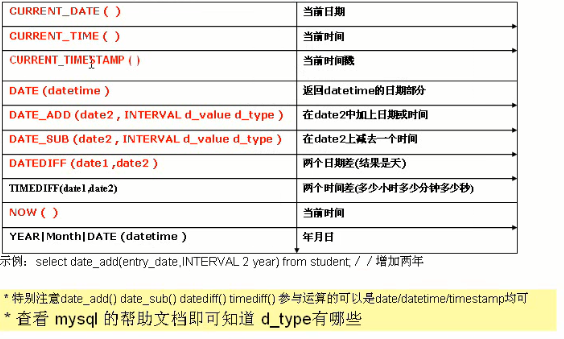 CURRENT_DATE ( ) 当前日期
CURRENT_TIME ( ) 当前时间
CURRENT_TIMESTAMP ( ) 当前时间戳
DATE (datetime ) 返回datetime的日期部分
DATE_ADD (date2 , INTERVAL d_value d_type ) 在date2中加上日期或时间
DATE_SUB (date2 , INTERVAL d_value d_type ) 在date2上减去一个时间
DATEDIFF (date1 ,date2 ) 两个日期差(结果是天)
TIMEDIFF(date1,date2) 两个时间差(多少小时多少分钟多少秒)
NOW ( ) 当前时间
YEAR|Month|DATE (datetime ) 年月日
示例：select date_add(entry_date,INTERVAL 2 year) from student; / / 增加两年
* 特别注意date_add() date_sub() datediff() timediff() 参与运算的可以是date/datetime/timestamp均可
* 查看 mysql 的帮助文档即可知道 d_type有哪些